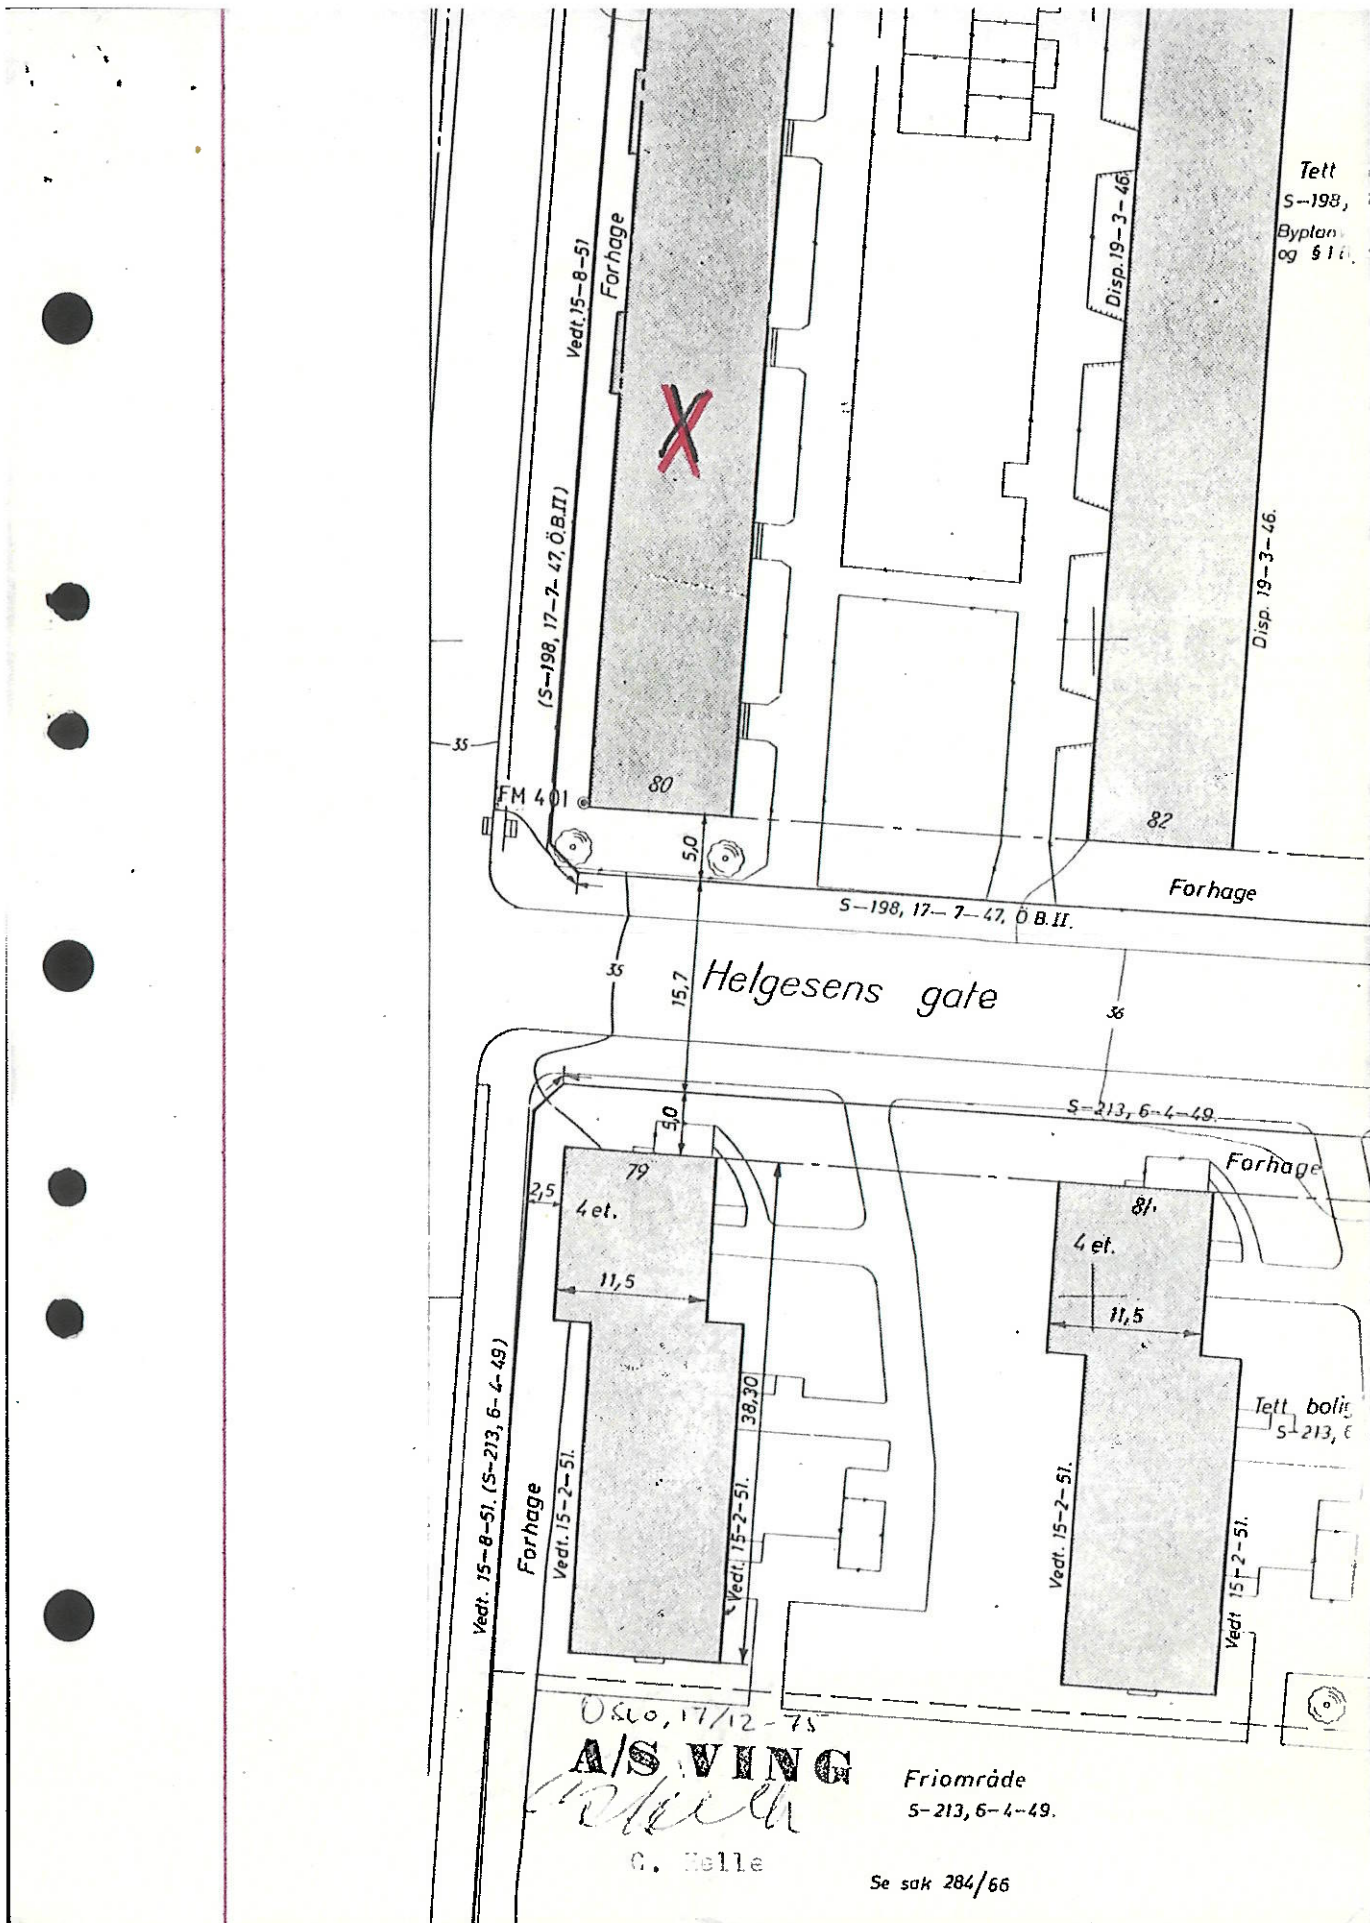 Tett
S-198,
Byplan
og § 1
Forhage
Vedt. 15-8-51
Disp. 19-3-46.
(S-198, 17-7-47, Ö.B.II)
Disp. 19-3-46.
35
FM 401
80
82
5,0
Forhage
S-198, 17-7-47, Ö B.II.
35
15,7
Helgesens gate
36
S-213, 6-4-49.
5,0
Forhage
79
2,5
4 et.
81.
4 et.
11,5
11,5
38,30
Vedt. 15-8-51. (S-213, 6-4-49)
Forhage
Vedt. 15-2-51.
Vedt. 15-2-51.
Vedt. 15-2-51.
Vedt 15-2-51.
Tett bolig
S-213, 6
Oslo, 17/12-75
A/S VING
Friområde
S-213, 6-4-49.
G. Helle
Se sak 284/66